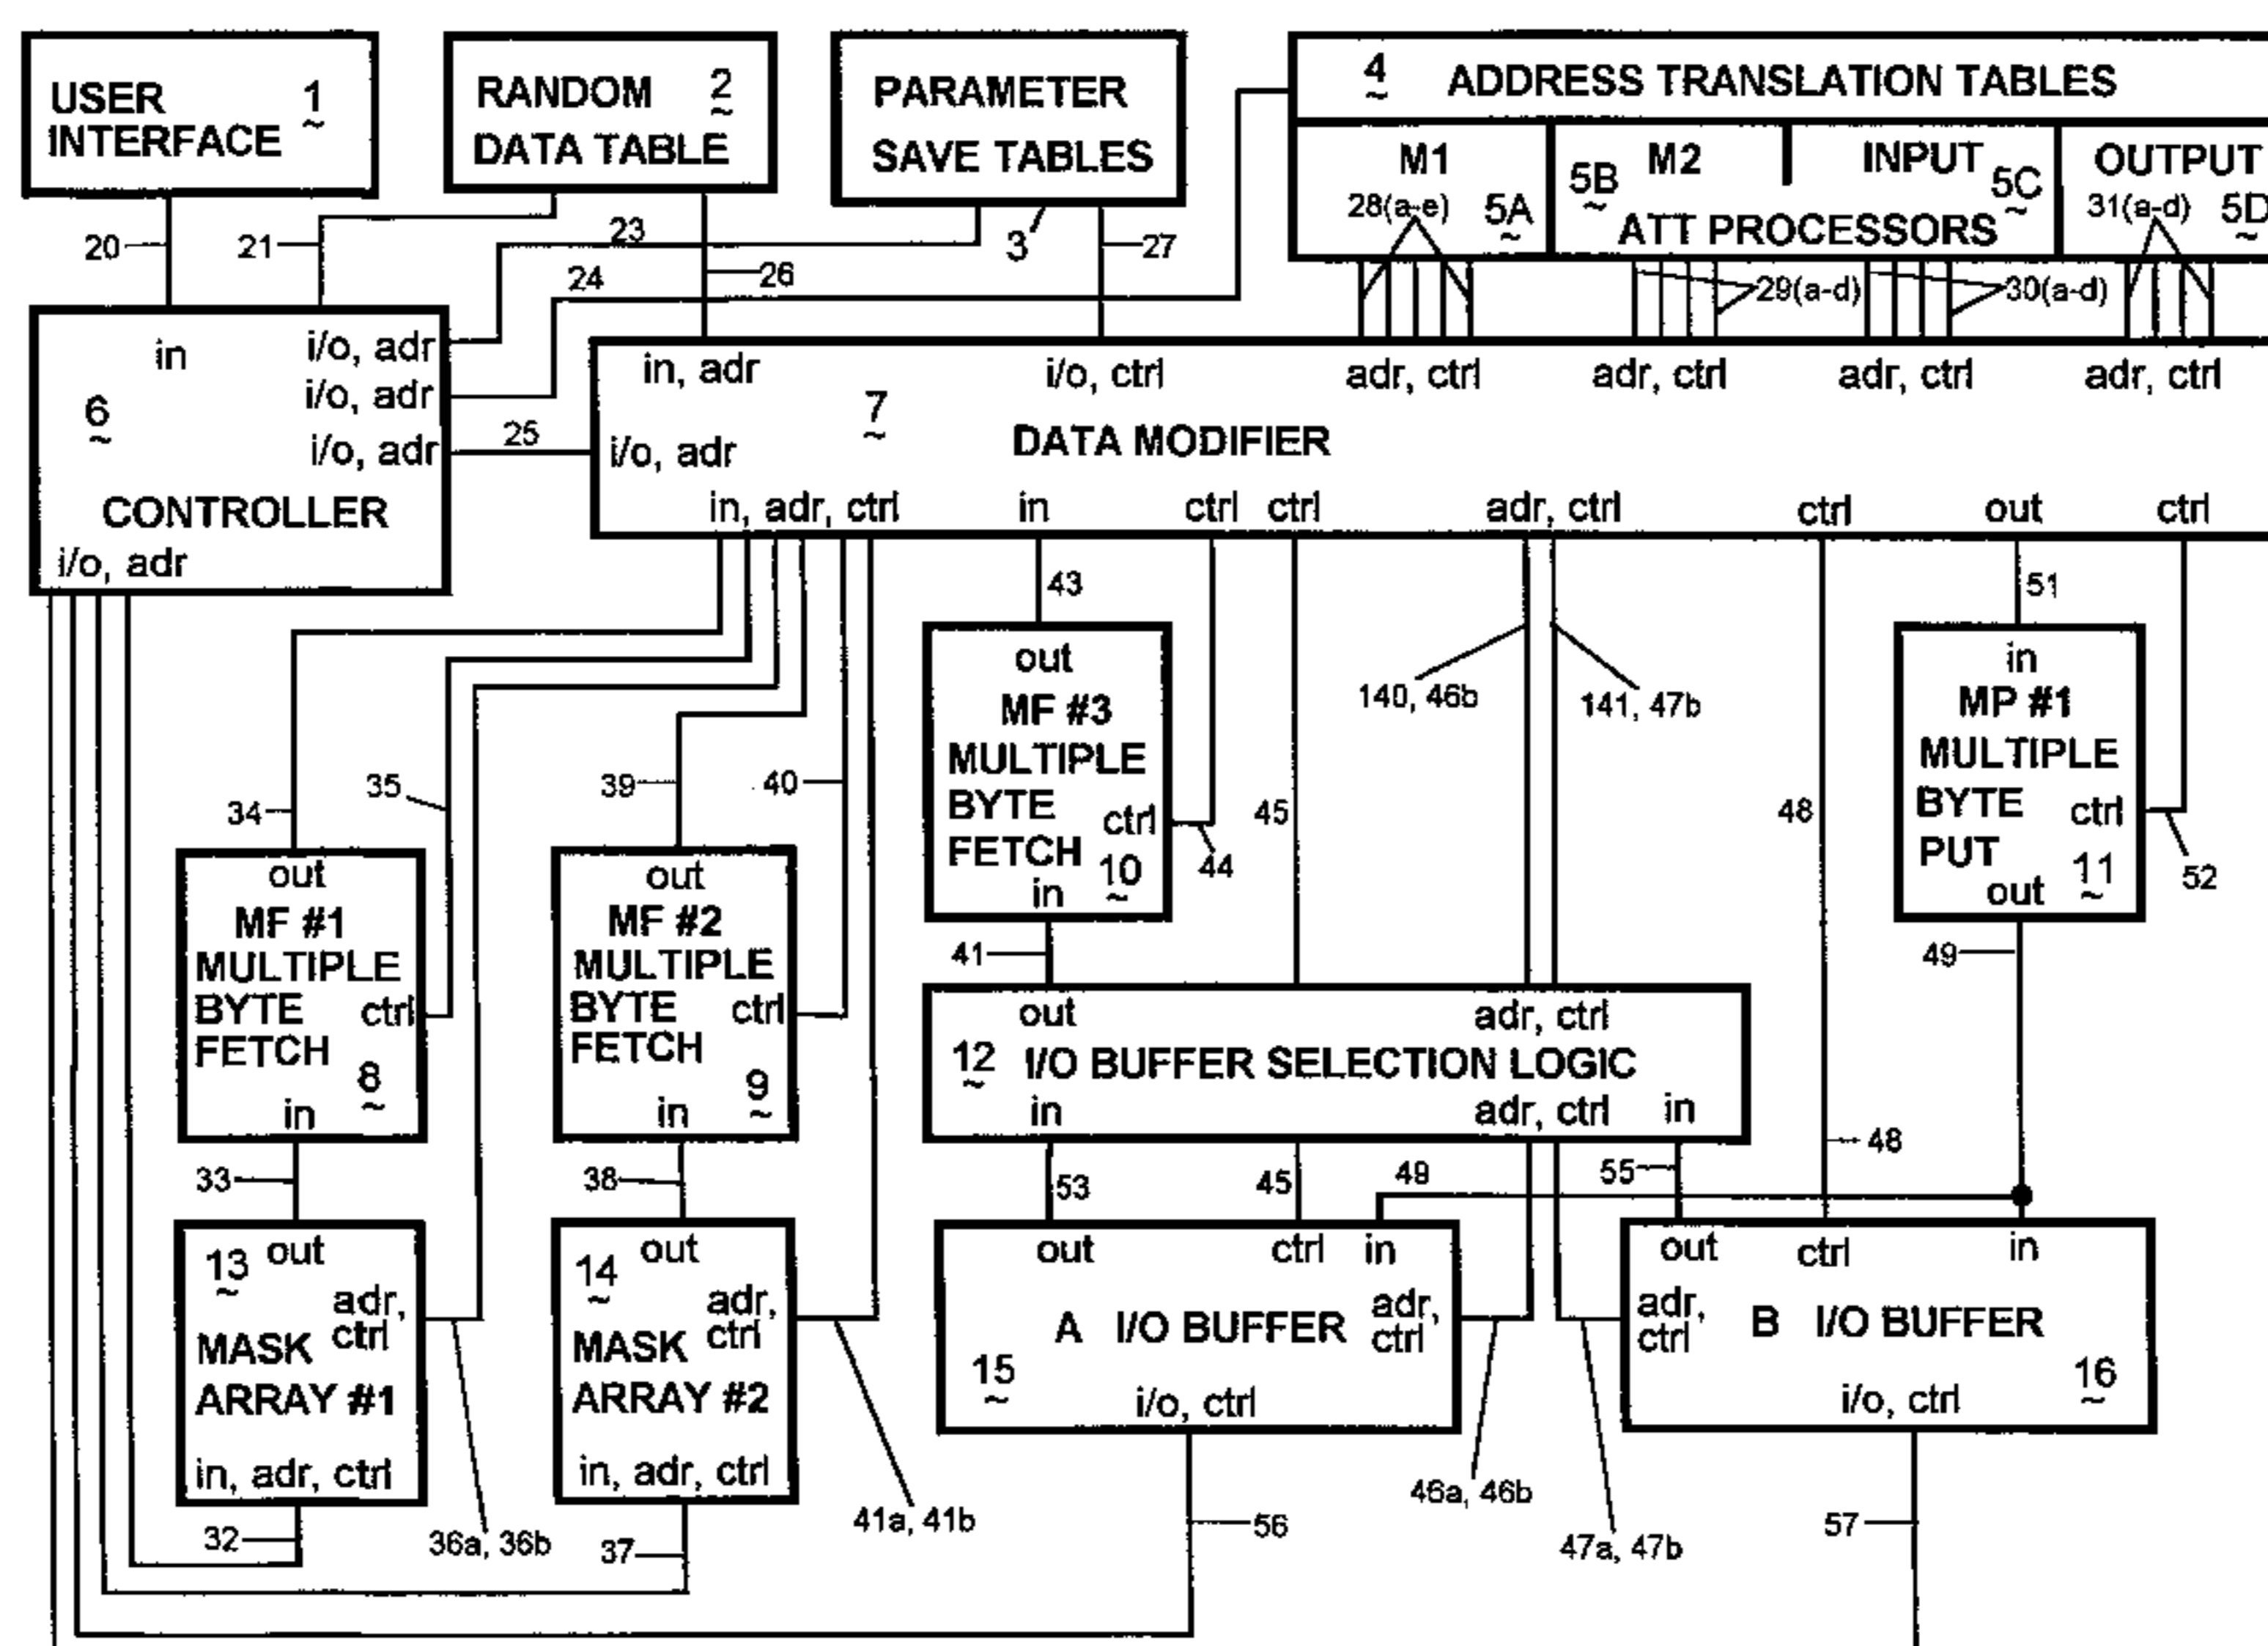 USER 1
INTERFACE ~
RANDOM 2
DATA TABLE ~
PARAMETER
SAVE TABLES
4 ADDRESS TRANSLATION TABLES
~
M1
28(a-e) 5A
~
5B M2
~
INPUT 5C
~
ATT PROCESSORS
OUTPUT
31(a-d) 5D
~
20
21
23
24
26
3
27
29(a-d)
30(a-d)
in
i/o, adr
i/o, adr
i/o, adr
6
~
CONTROLLER
i/o, adr
25
in, adr
i/o, ctrl
adr, ctrl
adr, ctrl
adr, ctrl
adr, ctrl
7
~
i/o, adr
DATA MODIFIER
in, adr, ctrl
in
ctrl
ctrl
adr, ctrl
ctrl
out
ctrl
43
51
140, 46b
141, 47b
34
35
39
40
45
48
out
MF #3
MULTIPLE
BYTE
ctrl
FETCH 10
~
in
44
in
MP #1
MULTIPLE
BYTE ctrl
PUT 11
~
out
52
41
49
out
MF #1
MULTIPLE
BYTE ctrl
FETCH
8
~
in
out
MF #2
MULTIPLE
BYTE ctrl
FETCH
9
~
in
out
adr, ctrl
12 I/O BUFFER SELECTION LOGIC
~
in
adr, ctrl
in
33
38
53
45
49
55
48
13 out
~
adr,
ctrl
MASK
ARRAY #1
in, adr, ctrl
14 out
~
adr,
ctrl
MASK
ARRAY #2
in, adr, ctrl
out
ctrl
in
A I/O BUFFER
adr,
ctrl
15
~
i/o, ctrl
out
ctrl
in
adr,
ctrl
B I/O BUFFER
16
~
i/o, ctrl
32
36a, 36b
37
41a, 41b
56
46a, 46b
47a, 47b
57